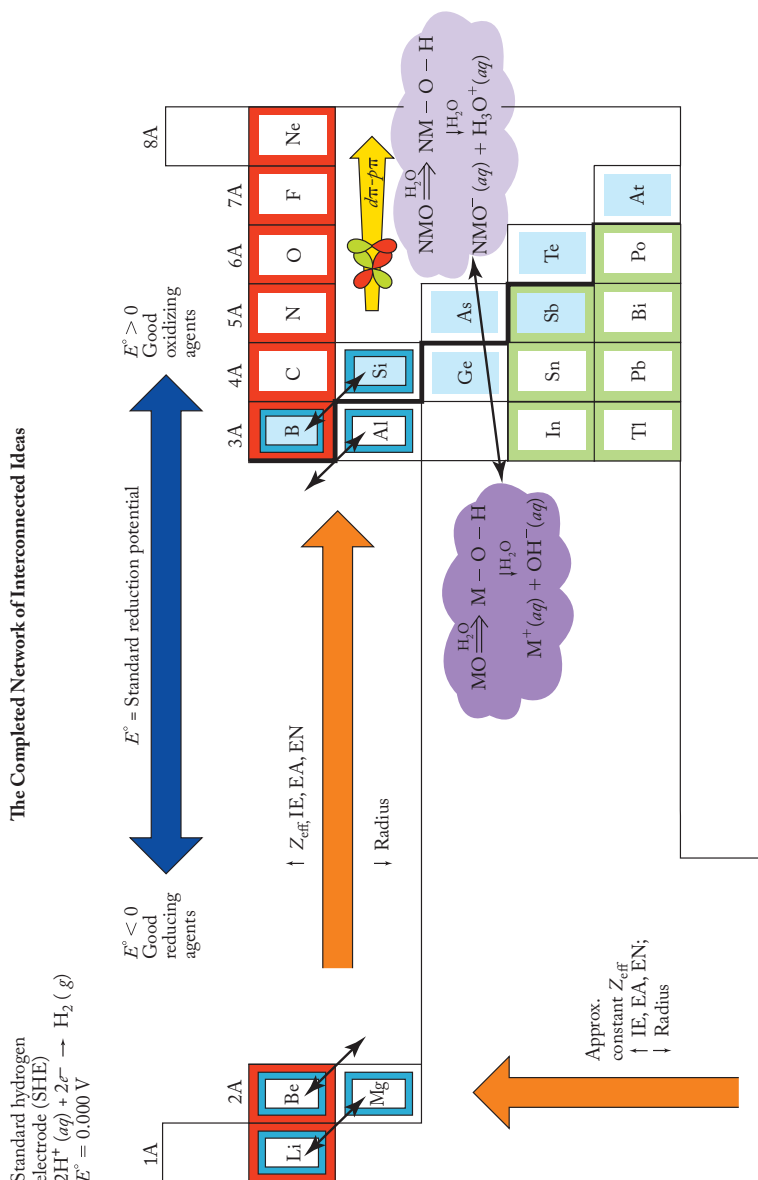 The Completed Network of Interconnected Ideas
Standard hydrogen
electrode (SHE)
2H⁺ (aq) + 2e⁻ → H₂ (g)
E° = 0.000 V
E° < 0
Good
reducing
agents
E° = Standard reduction potential
E° > 0
Good
oxidizing
agents
1A
2A
3A
4A
5A
6A
7A
8A
Li
Be
B
C
N
O
F
Ne
↑ Z_eff, IE, EA, EN
↓ Radius
Mg
Al
Si
dπ-pπ
Ge
As
In
Sn
Sb
Te
Tl
Pb
Bi
Po
At
NMO H₂O ⟹ NM – O – H
↓H₂O
NMO⁻ (aq) + H₃O⁺(aq)
MO H₂O ⟹ M – O – H
↓H₂O
M⁺(aq) + OH⁻(aq)
Approx.
constant Z_eff
↑ IE, EA, EN;
↓ Radius